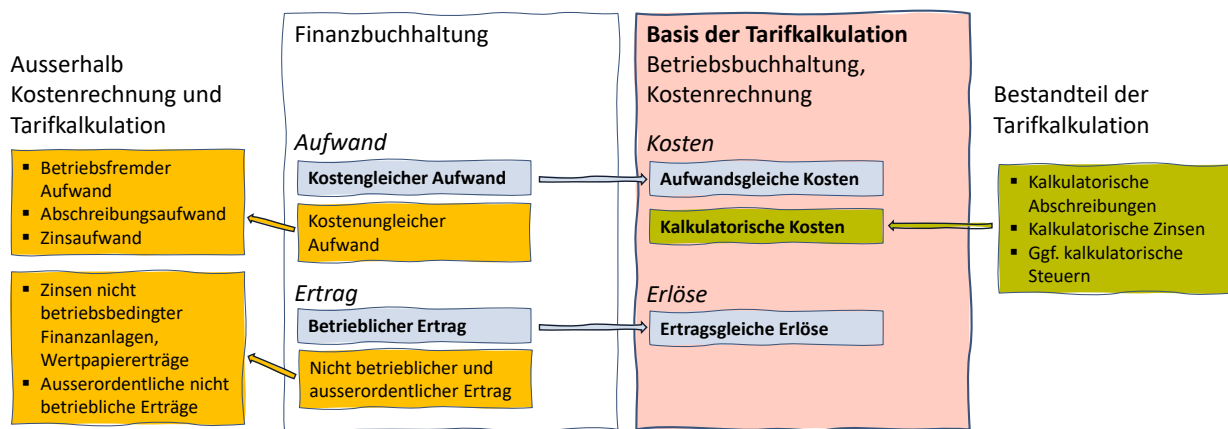 Ausserhalb
Kostenrechnung und
Tarifkalkulation
▪ Betriebsfremder
Aufwand
▪ Abschreibungsaufwand
▪ Zinsaufwand
▪ Zinsen nicht
betriebsbedingter
Finanzanlagen,
Wertpapiererträge
▪ Ausserordentliche nicht
betriebliche Erträge
Finanzbuchhaltung
Aufwand
Kostengleicher Aufwand
Kostenungleicher
Aufwand
Ertrag
Betrieblicher Ertrag
Nicht betrieblicher und
ausserordentlicher Ertrag
Basis der Tarifkalkulation
Betriebsbuchhaltung,
Kostenrechnung
Kosten
Aufwandsgleiche Kosten
Kalkulatorische Kosten
Erlöse
Ertragsgleiche Erlöse
Bestandteil der
Tarifkalkulation
▪ Kalkulatorische
Abschreibungen
▪ Kalkulatorische Zinsen
▪ Ggf. kalkulatorische
Steuern